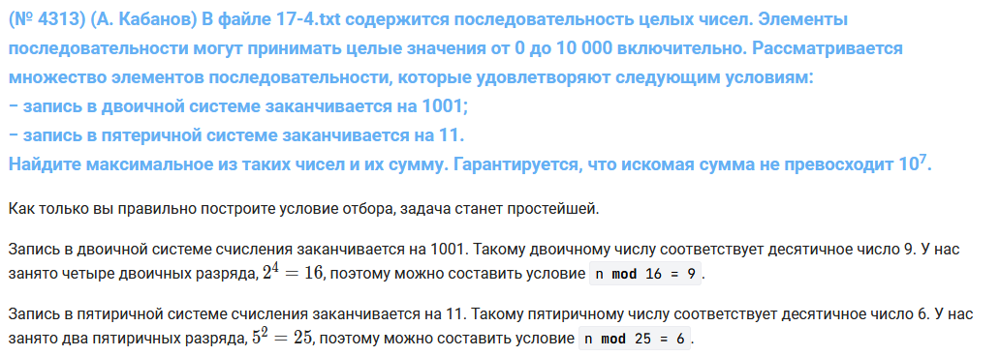 (№ 4313) (А. Кабанов) В файле 17-4.txt содержится последовательность целых чисел. Элементы
последовательности могут принимать целые значения от 0 до 10 000 включительно. Рассматривается
множество элементов последовательности, которые удовлетворяют следующим условиям:
– запись в двоичной системе заканчивается на 1001;
– запись в пятеричной системе заканчивается на 11.
Найдите максимальное из таких чисел и их сумму. Гарантируется, что искомая сумма не превосходит 10⁷.
Как только вы правильно построите условие отбора, задача станет простейшей.
Запись в двоичной системе счисления заканчивается на 1001. Такому двоичному числу соответствует десятичное число 9. У нас
занято четыре двоичных разряда, 2⁴ = 16, поэтому можно составить условие n mod 16 = 9.
Запись в пятиричной системе счисления заканчивается на 11. Такому пятиричному числу соответствует десятичное число 6. У нас
занято два пятиричных разряда, 5² = 25, поэтому можно составить условие n mod 25 = 6.